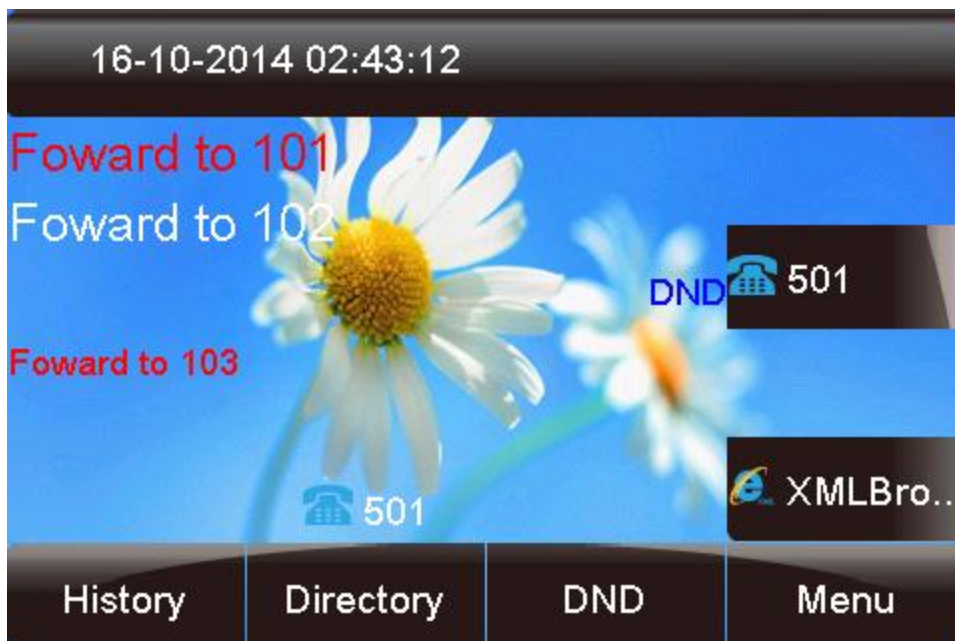 16-10-2014 02:43:12
Foward to 101
Foward to 102
DND
501
Foward to 103
XMLBro..
501
History
Directory
DND
Menu